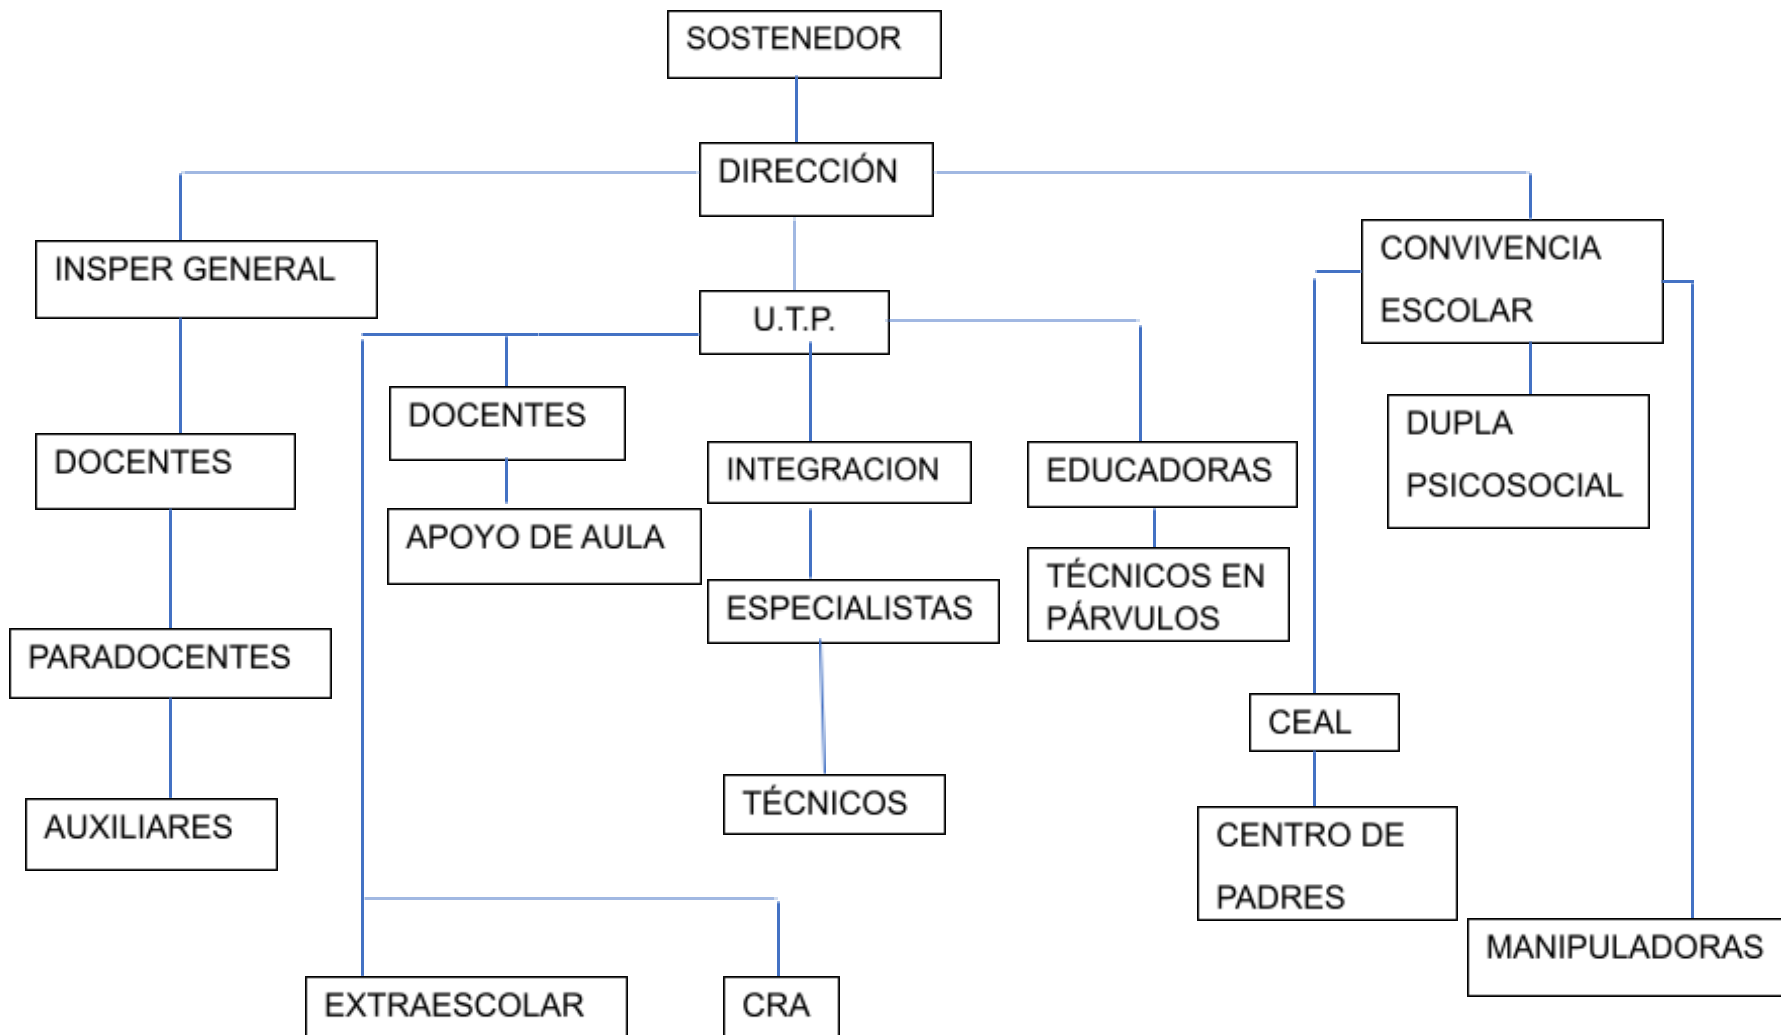 SOSTENEDOR
DIRECCIÓN
INSPER GENERAL
U.T.P.
CONVIVENCIA
ESCOLAR
DOCENTES
DOCENTES
INTEGRACION
EDUCADORAS
DUPLA
PSICOSOCIAL
APOYO DE AULA
ESPECIALISTAS
TÉCNICOS EN
PÁRVULOS
PARADOCENTES
CEAL
AUXILIARES
TÉCNICOS
CENTRO DE
PADRES
MANIPULADORAS
EXTRAESCOLAR
CRA